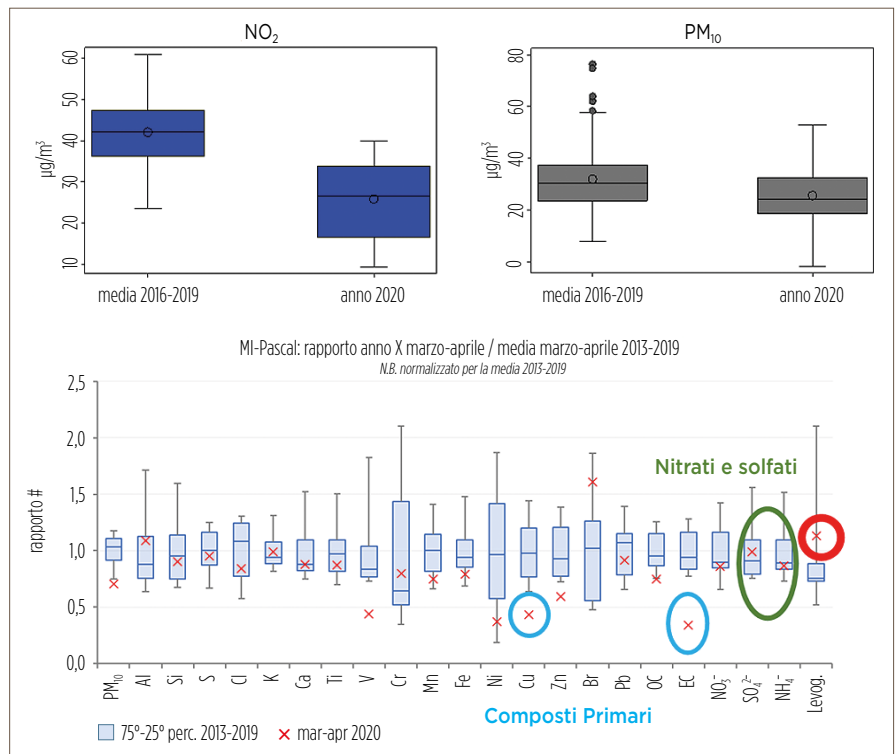 NO₂
PM₁₀
60
50
40
30
20
10
µg/m³
media 2016-2019
anno 2020
80
60
40
20
0
µg/m³
media 2016-2019
anno 2020
MI-Pascal: rapporto anno X marzo-aprile / media marzo-aprile 2013-2019
N.B. normalizzato per la media 2013-2019
2,5
2,0
1,5
1,0
0,5
0,0
rapporto #
Nitrati e solfati
PM₁₀ Al Si S Cl K Ca Ti V Cr Mn Fe Ni Cu Zn Br Pb OC EC NO₃⁻ SO₄²⁻ NH₄⁻ Levog.
Composti Primari
75º-25º perc. 2013-2019 mar-apr 2020